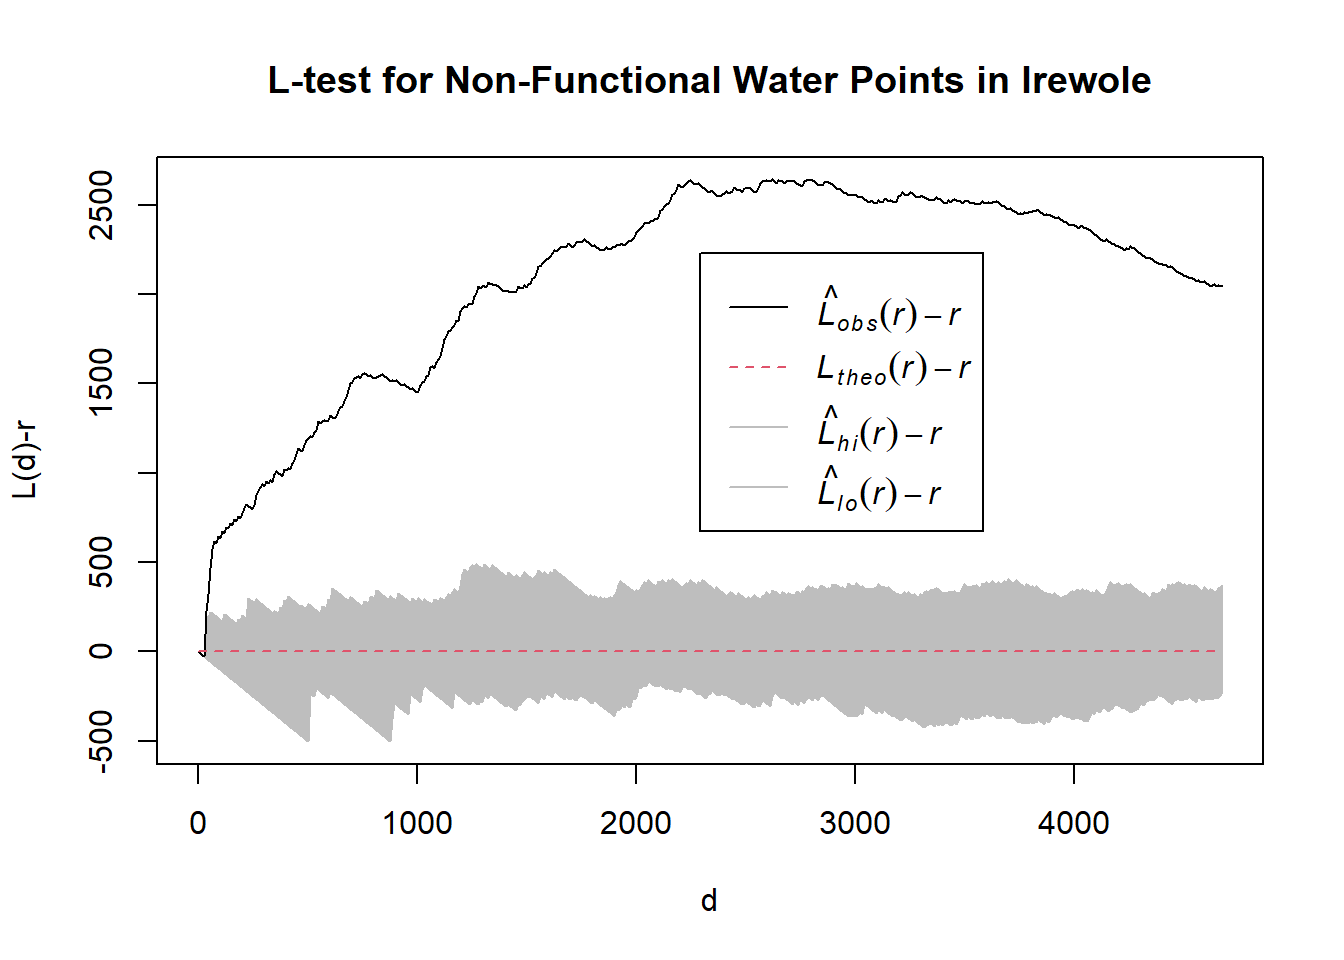 L-test for Non-Functional Water Points in Irewole
L(d)-r
2500
1500
500
0
-500
L̂obs(r) – r
Ltheo(r) – r
L̂hi(r) – r
L̂lo(r) – r
0 1000 2000 3000 4000
d